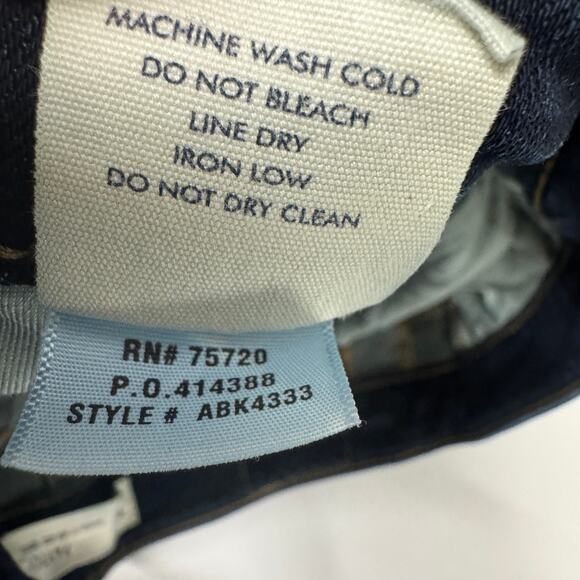 MACHINE WASH COLD
DO NOT BLEACH
LINE DRY
IRON LOW
DO NOT DRY CLEAN
RN# 75720
P.O.414388
STYLE # ABK4333